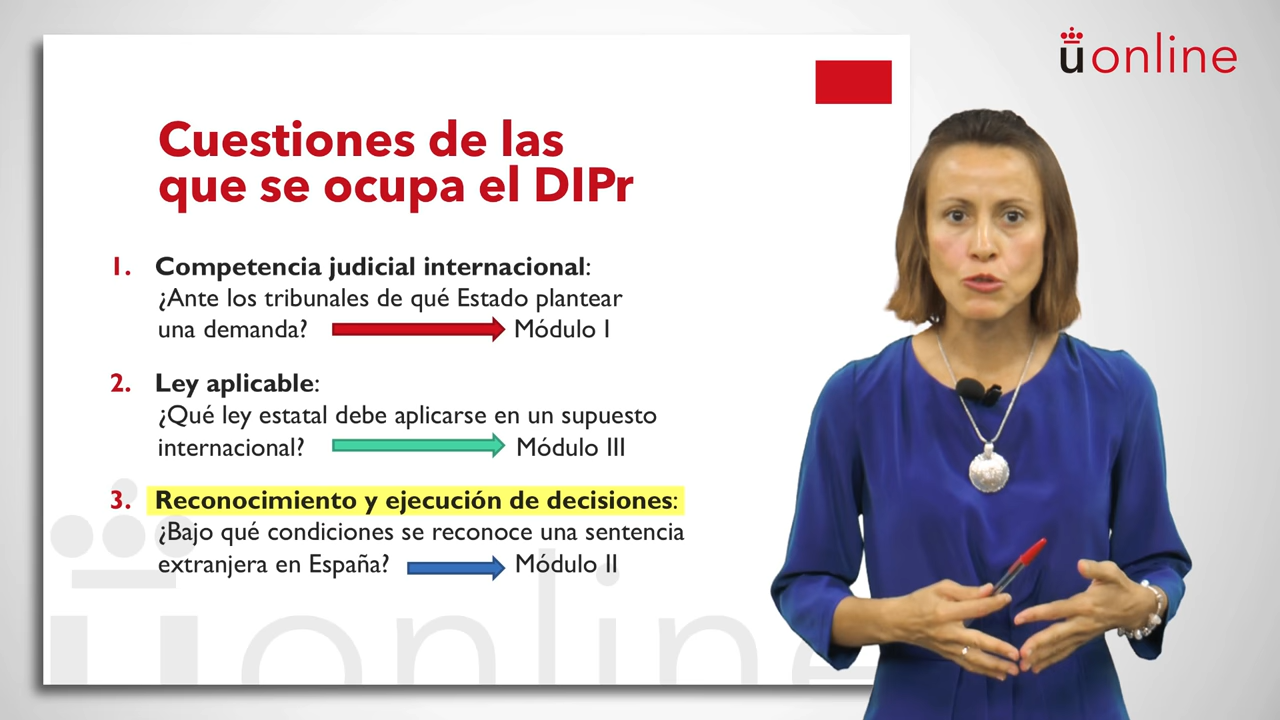 uonline
Cuestiones de las
que se ocupa el DIPr
1. Competencia judicial internacional:
¿Ante los tribunales de qué Estado plantear
una demanda? Módulo I
2. Ley aplicable:
¿Qué ley estatal debe aplicarse en un supuesto
internacional? Módulo III
3. Reconocimiento y ejecución de decisiones:
¿Bajo qué condiciones se reconoce una sentencia
extranjera en España? Módulo II
uonline